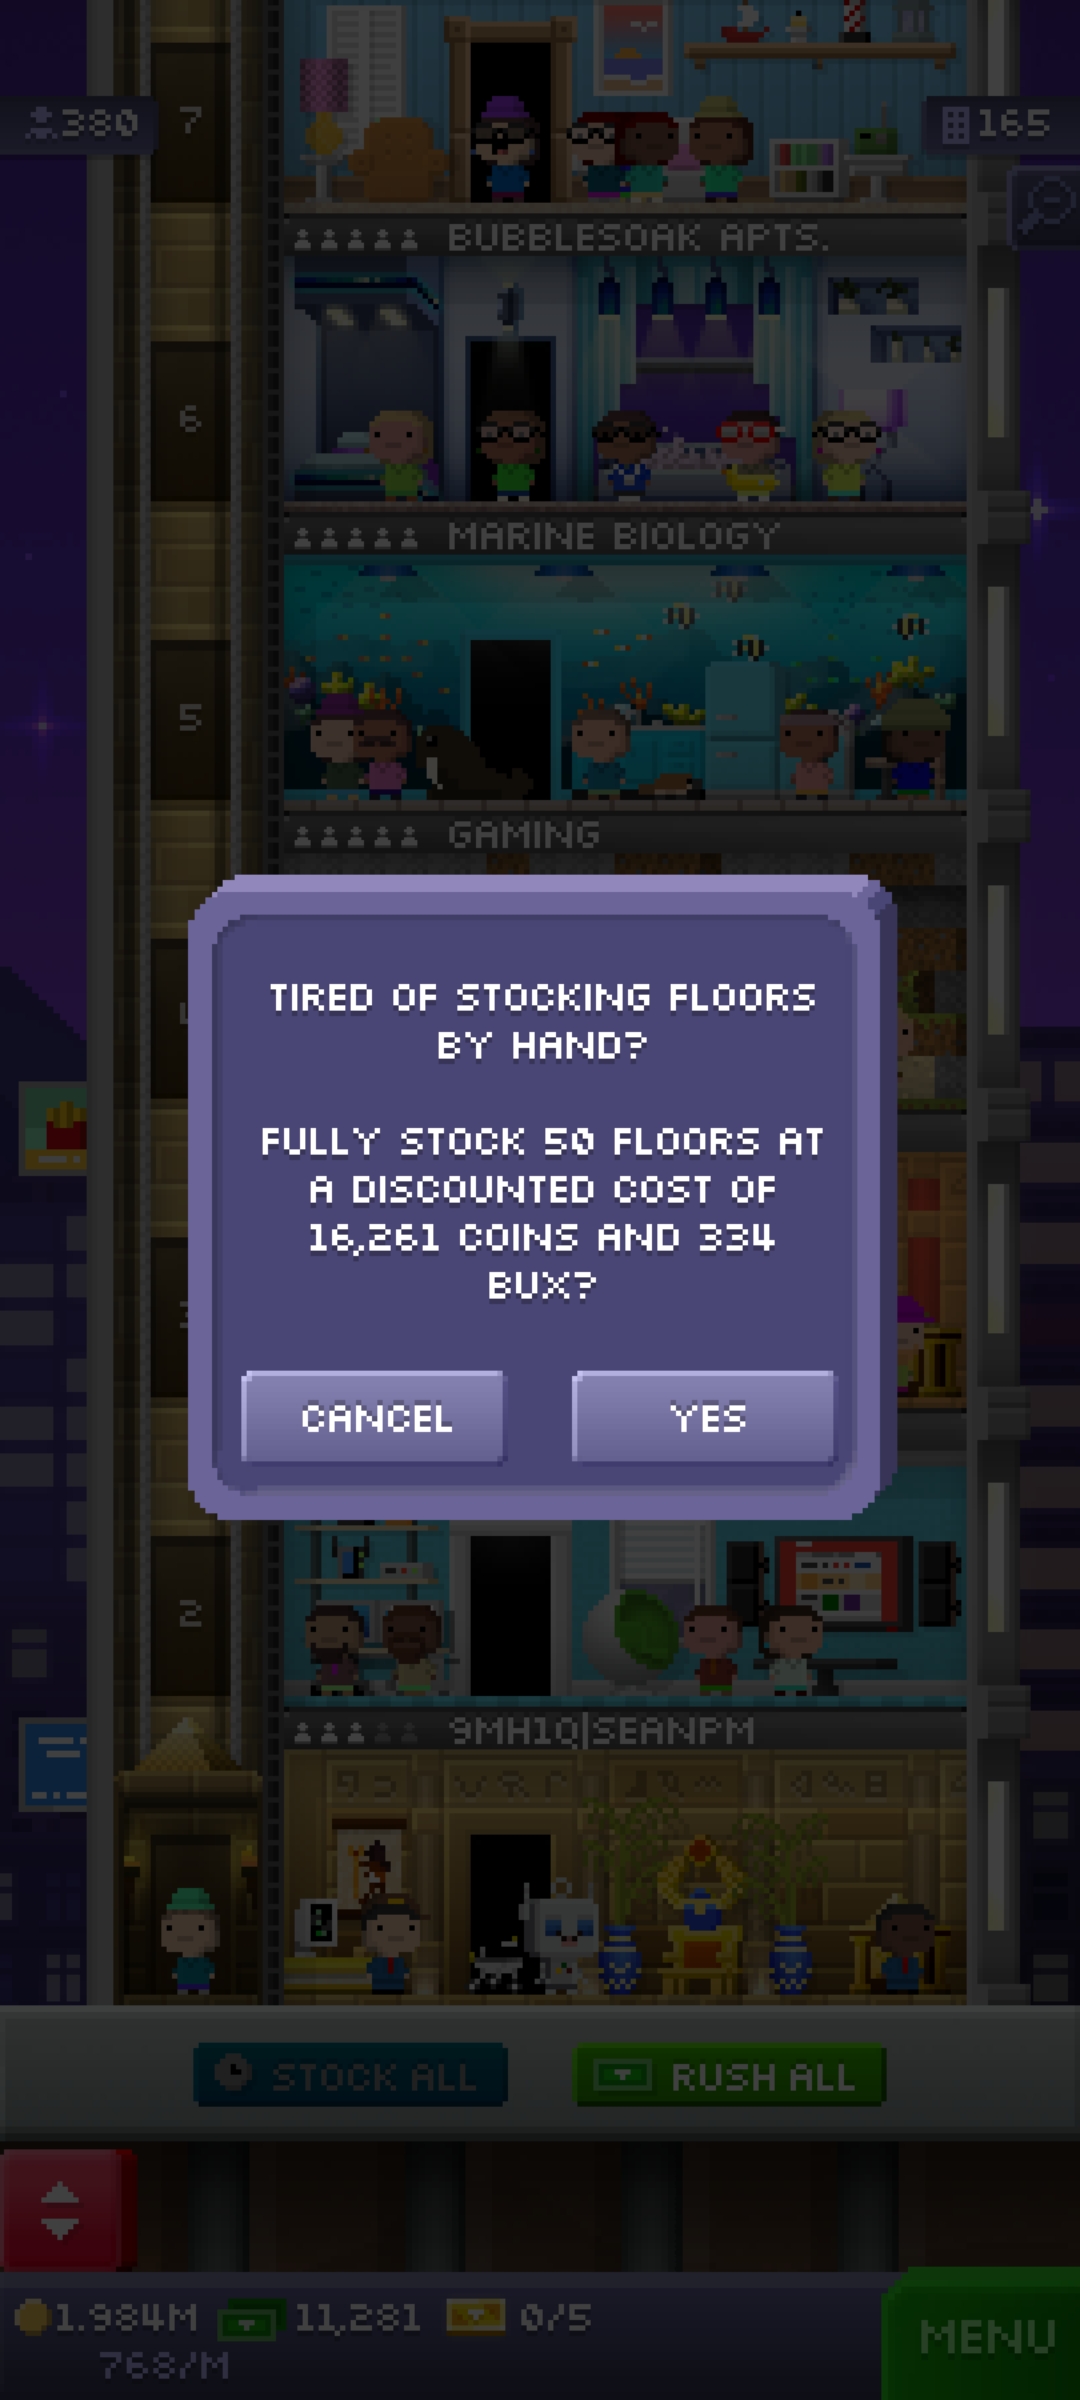 380
7
165
BUBBLESOAK APTS.
6
MARINE BIOLOGY
5
GAMING
TIRED OF STOCKING FLOORS
BY HAND?
FULLY STOCK 50 FLOORS AT
A DISCOUNTED COST OF
16,261 COINS AND 334
BUX?
CANCEL
YES
2
9MH1Q|SEANPM
STOCK ALL
RUSH ALL
1.984M
11,281
0/5
768/M
MENU